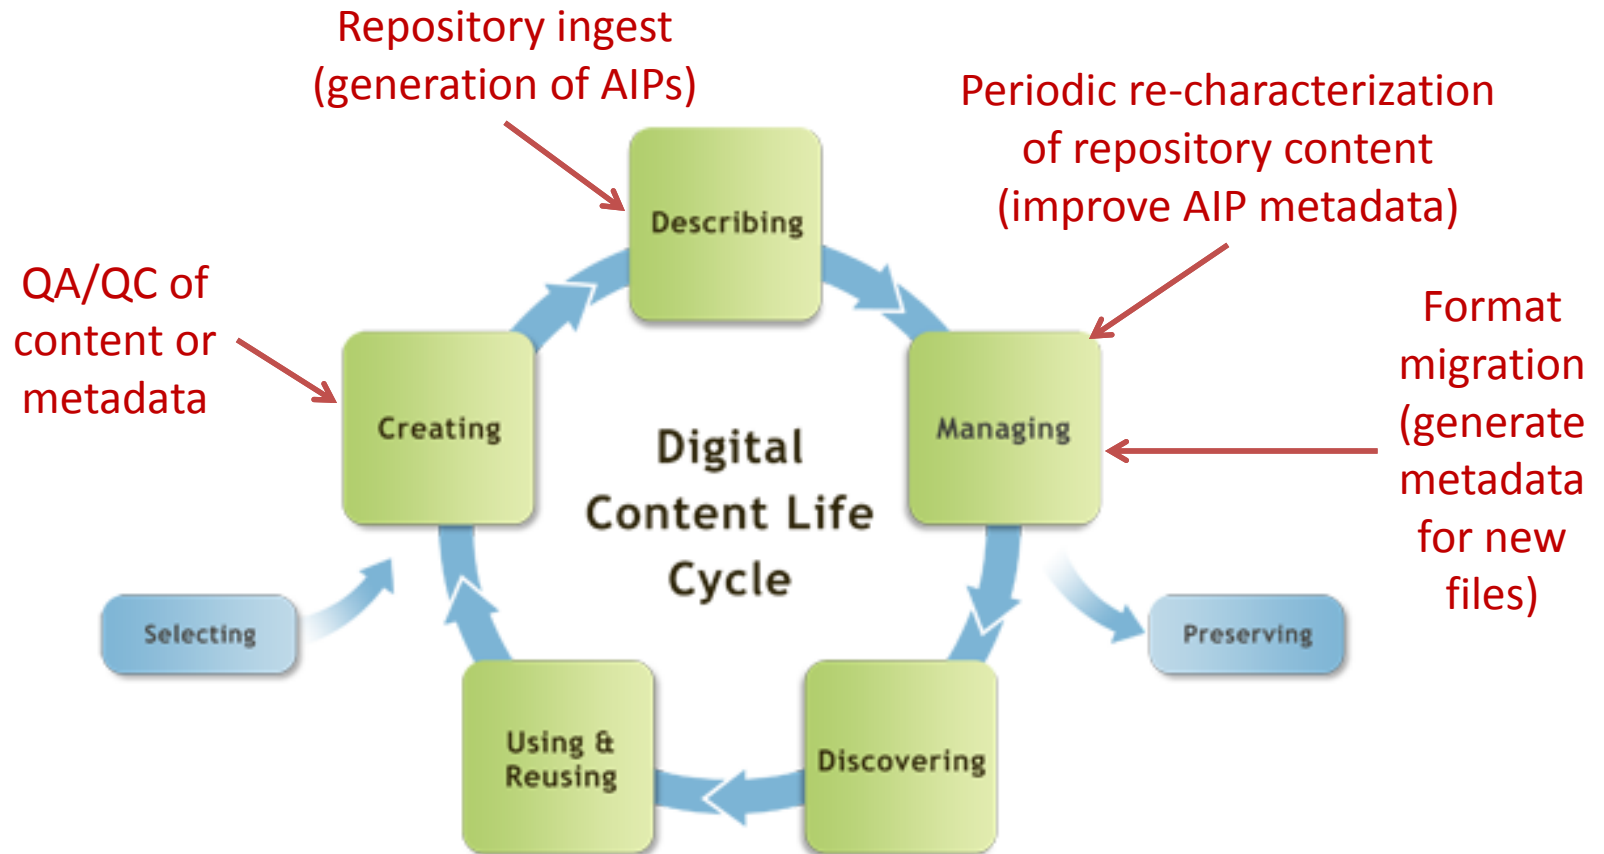 Repository ingest
(generation of AIPs)
Periodic re-characterization
of repository content
(improve AIP metadata)
Describing
QA/QC of
content or
metadata
Format
migration
(generate
metadata
for new
files)
Creating
Managing
Digital
Content Life
Cycle
Selecting
Preserving
Using &
Reusing
Discovering